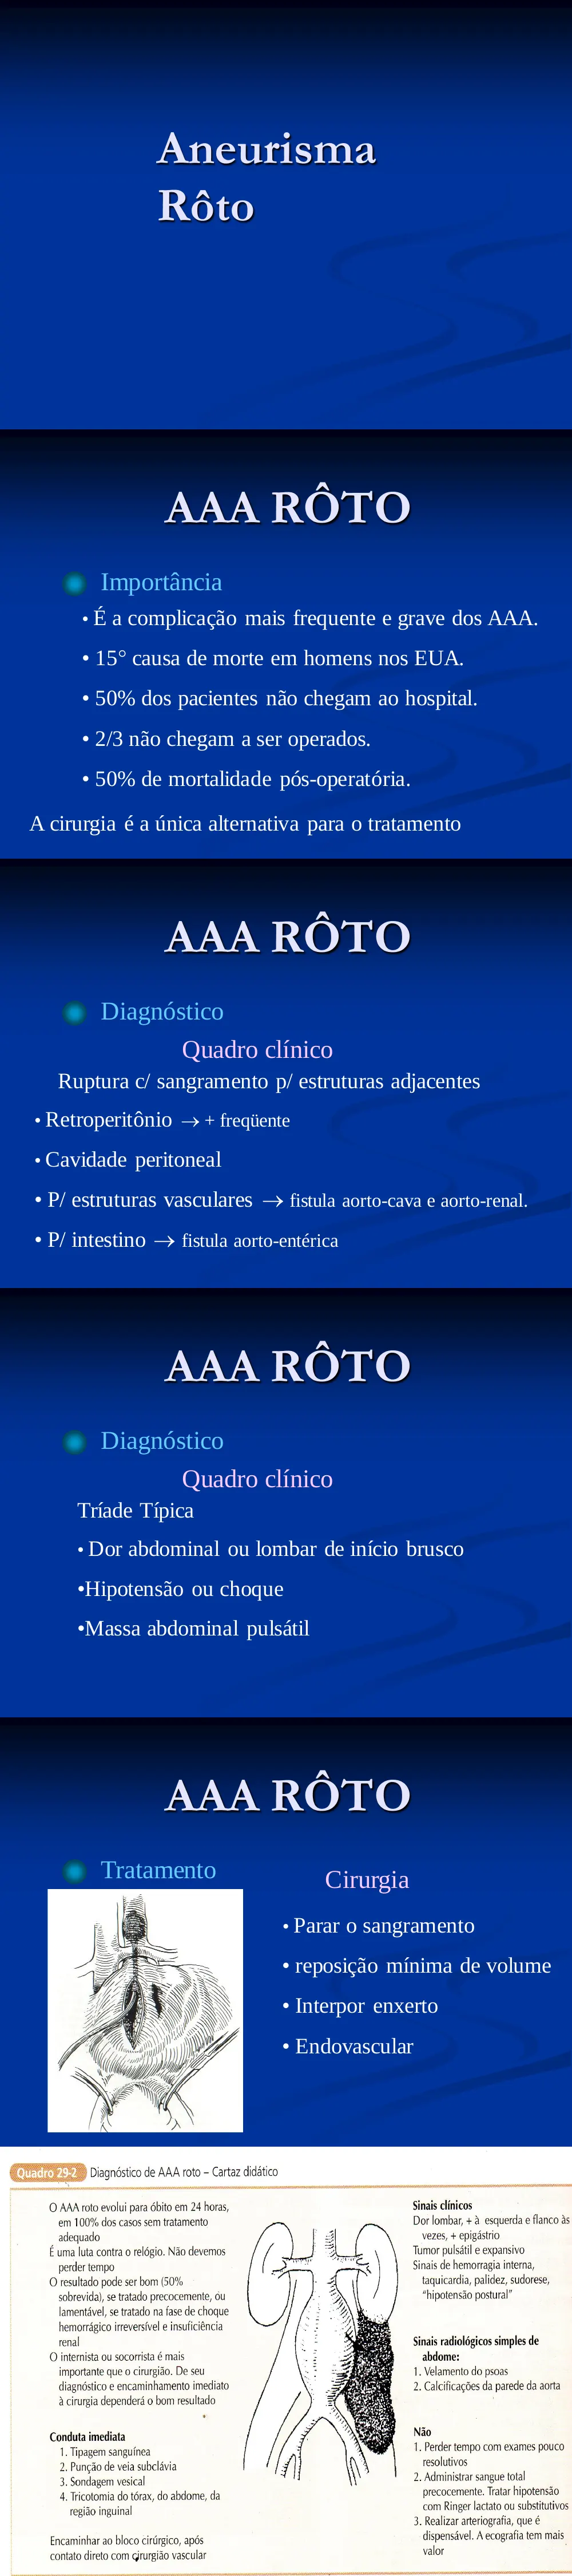 Aneurisma
Rôto
AAA RÔTO
Importância
• É a complicação mais frequente e grave dos AAA.
• 15° causa de morte em homens nos EUA.
• 50% dos pacientes não chegam ao hospital.
• 2/3 não chegam a ser operados.
• 50% de mortalidade pós-operatória.
A cirurgia é a única alternativa para o tratamento
AAA RÔTO
Diagnóstico
Quadro clínico
Ruptura c/ sangramento p/ estruturas adjacentes
• Retroperitônio → + freqüente
• Cavidade peritoneal
• P/ estruturas vasculares → fistula aorto-cava e aorto-renal.
• P/ intestino → fistula aorto-entérica
AAA RÔTO
Diagnóstico
Quadro clínico
Tríade Típica
• Dor abdominal ou lombar de início brusco
•Hipotensão ou choque
•Massa abdominal pulsátil
AAA RÔTO
Tratamento
Cirurgia
• Parar o sangramento
• reposição mínima de volume
• Interpor enxerto
• Endovascular
Quadro 29-2 Diagnóstico de AAA roto – Cartaz didático
O AAA roto evolui para óbito em 24 horas,
em 100% dos casos sem tratamento
adequado
É uma luta contra o relógio. Não devemos
perder tempo
O resultado pode ser bom (50%
sobrevida), se tratado precocemente, ou
lamentável, se tratado na fase de choque
hemorrágico irreversível e insuficiência
renal
O internista ou socorrista é mais
importante que o cirurgião. De seu
diagnóstico e encaminhamento imediato
à cirurgia dependerá o bom resultado
Conduta imediata
1. Tipagem sanguínea
2. Punção de veia subclávia
3. Sondagem vesical
4. Tricotomia do tórax, do abdome, da
região inguinal
Encaminhar ao bloco cirúrgico, após
contato direto com cirurgião vascular
Sinais clínicos
Dor lombar, + à esquerda e flanco às
vezes, + epigástrio
Tumor pulsátil e expansivo
Sinais de hemorragia interna,
taquicardia, palidez, sudorese,
"hipotensão postural"
Sinais radiológicos simples de
abdome:
1. Velamento do psoas
2. Calcificações da parede da aorta
Não
1. Perder tempo com exames pouco
resolutivos
2. Administrar sangue total
precocemente. Tratar hipotensão
com Ringer lactato ou substitutivos
3. Realizar arteriografia, que é
dispensável. A ecografia tem mais
valor